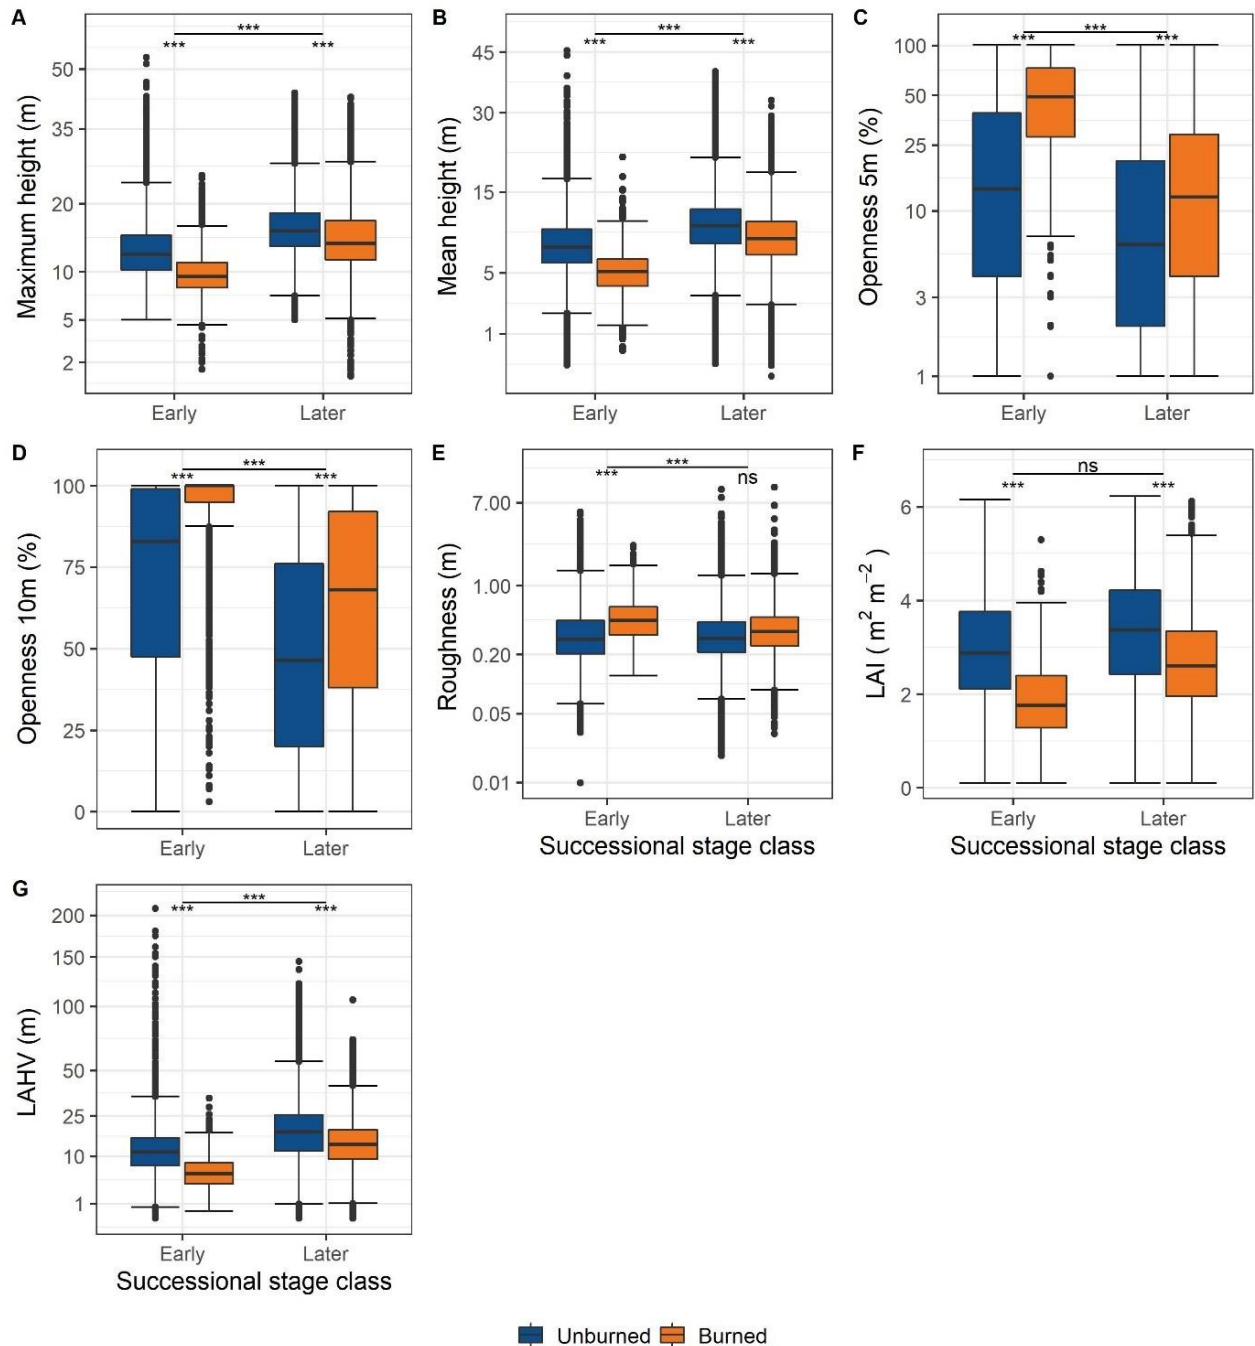 A
***
***
***
Maximum height (m)
50
35
20
10
5
2
Early
Later
B
***
***
***
Mean height (m)
45
30
15
5
1
Early
Later
C
***
***
***
Openness 5m (%)
100
50
25
10
3
1
Early
Later
D
***
***
***
Openness 10m (%)
100
75
50
25
0
Early
Later
E
***
***
ns
Roughness (m)
7.00
1.00
0.20
0.05
0.01
Early
Later
Successional stage class
F
ns
***
***
LAI ( m² m⁻² )
6
4
2
0
Early
Later
Successional stage class
G
***
***
***
LAHV (m)
200
150
100
50
25
10
1
Early
Later
Successional stage class
Unburned
Burned